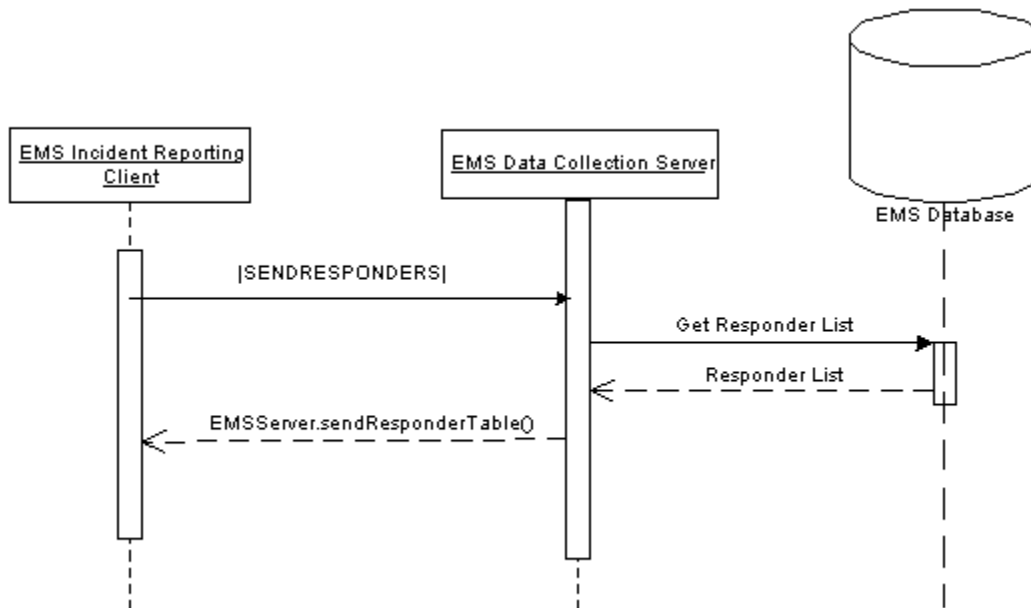 EMS Incident Reporting
Client
EMS Data Collection Server
EMS Database
|SENDRESPONDERS|
Get Responder List
Responder List
EMSServer.sendResponderTable()